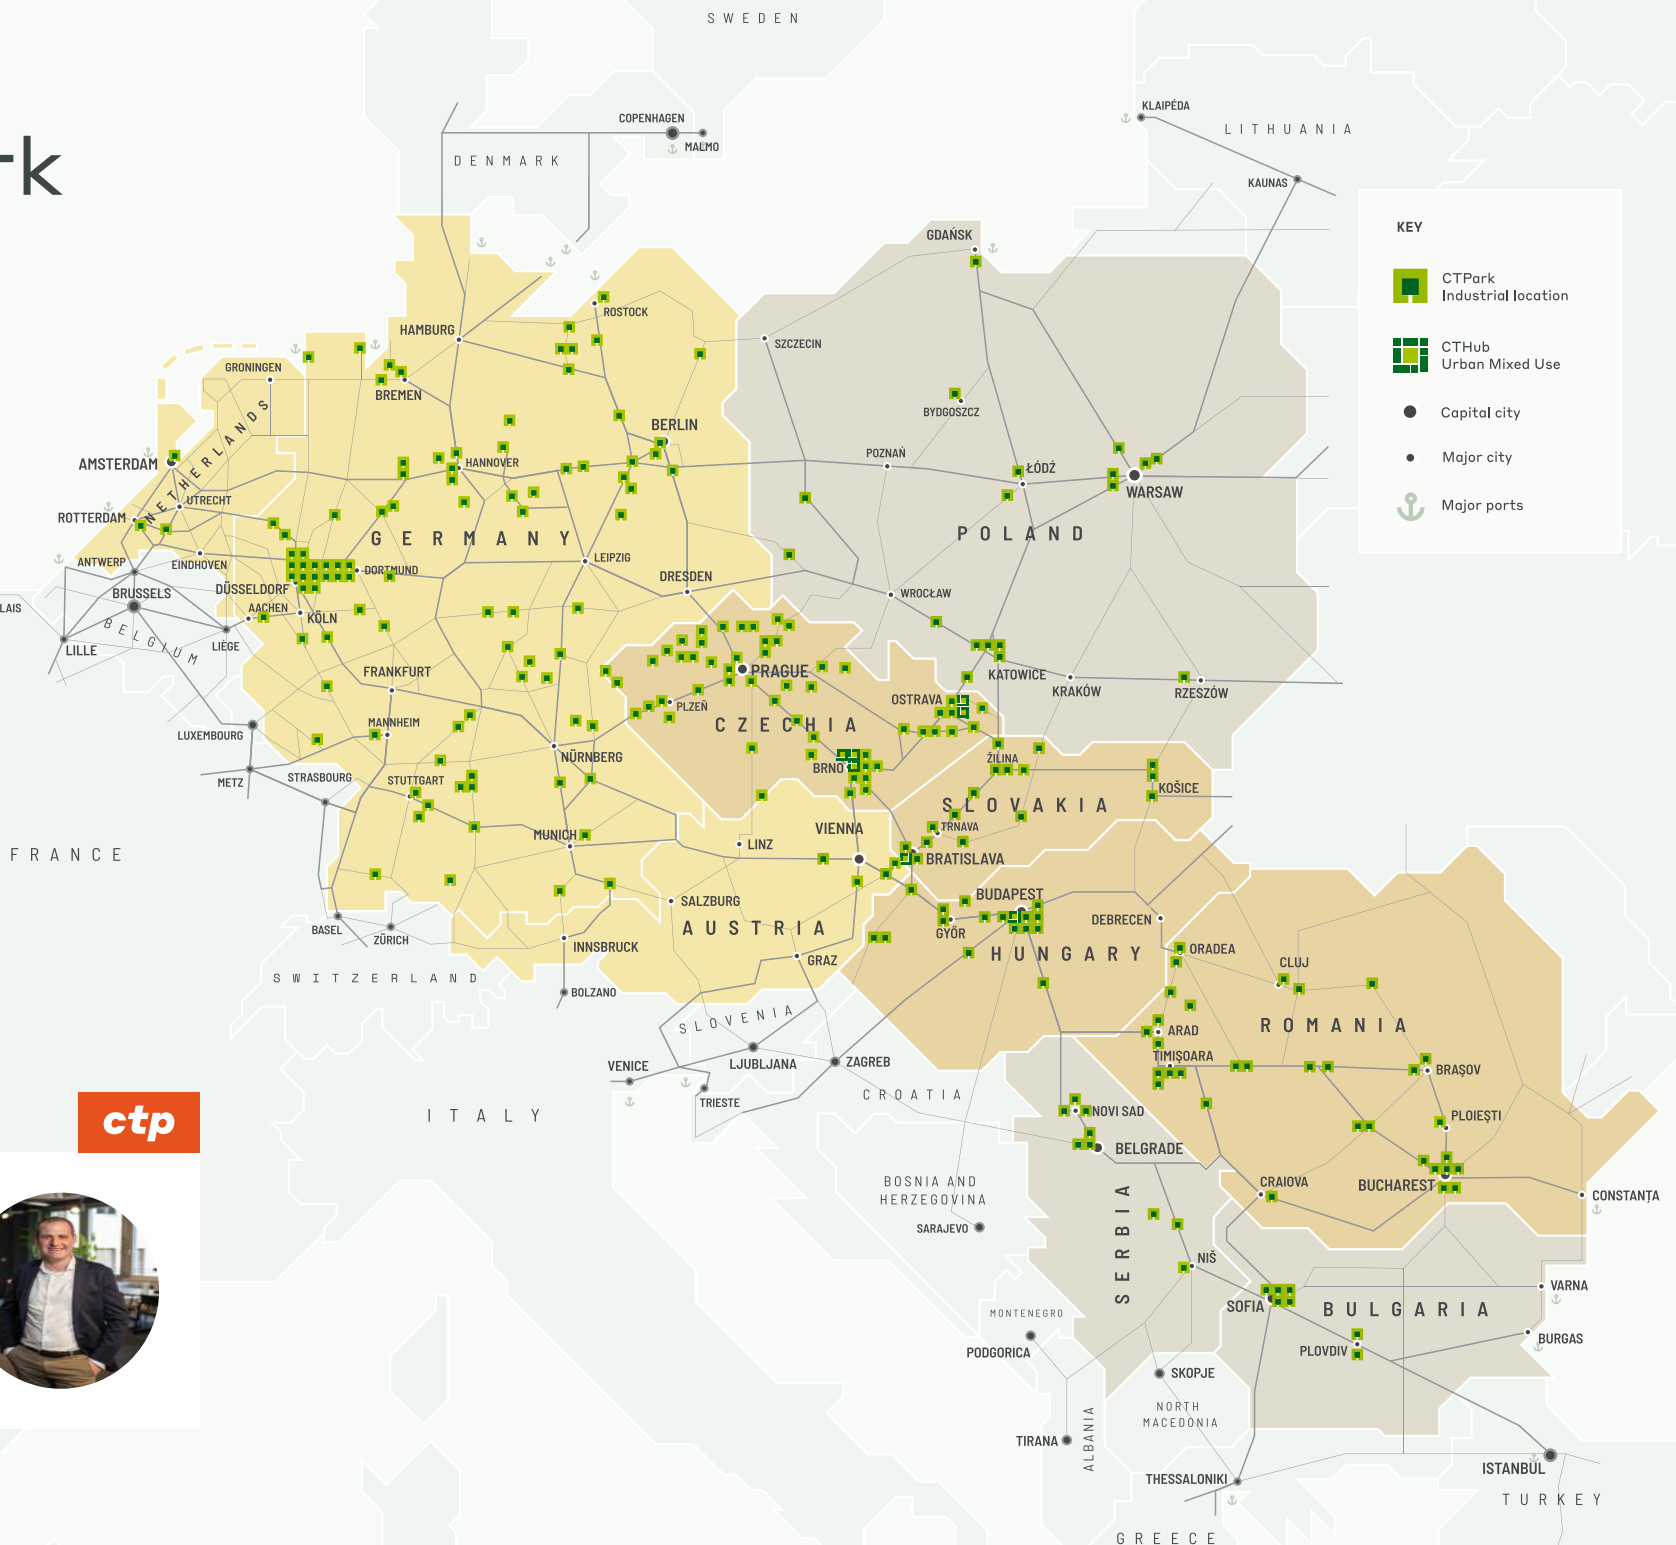 SWEDEN
KLAIPÉDA
COPENHAGEN
LITHUANIA
MALMO
DENMARK
rk
KAUNAS
KEY
GDAŃSK
CTPark
Industrial location
ROSTOCK
HAMBURG
SZCZECIN
CTHub
Urban Mixed Use
GRONINGEN
BREMEN
BYDGOSZCZ
Capital city
BERLIN
NETHERLANDS
POZNAŃ
Major city
AMSTERDAM
HANNOVER
ŁÓDŹ
WARSAW
UTRECHT
Major ports
ROTTERDAM
GERMANY
POLAND
ANTWERP
EINDHOVEN
LEIPZIG
DORTMUND
DRESDEN
DÜSSELDORF
BRUSSELS
WROCŁAW
LAIS
AACHEN
KÖLN
BELGIUM
LIÈGE
LILLE
FRANKFURT
PRAGUE
KATOWICE
KRAKÓW
RZESZÓW
OSTRAVA
PLZEŇ
MANNHEIM
CZECHIA
LUXEMBOURG
NÜRNBERG
ŽILINA
BRNO
METZ
STRASBOURG
STUTTGART
KOŠICE
SLOVAKIA
VIENNA
TRNAVA
MUNICH
LINZ
FRANCE
BRATISLAVA
BUDAPEST
SALZBURG
DEBRECEN
BASEL
ZÜRICH
AUSTRIA
GYŐR
INNSBRUCK
HUNGARY
ORADEA
GRAZ
CLUJ
SWITZERLAND
BOLZANO
SLOVENIA
ROMANIA
ARAD
TIMIȘOARA
VENICE
LJUBLJANA
ZAGREB
BRAȘOV
TRIESTE
CROATIA
NOVI SAD
ITALY
PLOIEȘTI
ctp
BELGRADE
BOSNIA AND
HERZEGOVINA
CRAIOVA
BUCHAREST
CONSTANȚA
SARAJEVO
SERBIA
NIŠ
VARNA
SOFIA
BULGARIA
MONTENEGRO
BURGAS
PODGORICA
PLOVDIV
SKOPJE
NORTH
MACEDONIA
TIRANA
ALBANIA
THESSALONIKI
ISTANBUL
TURKEY
GREECE